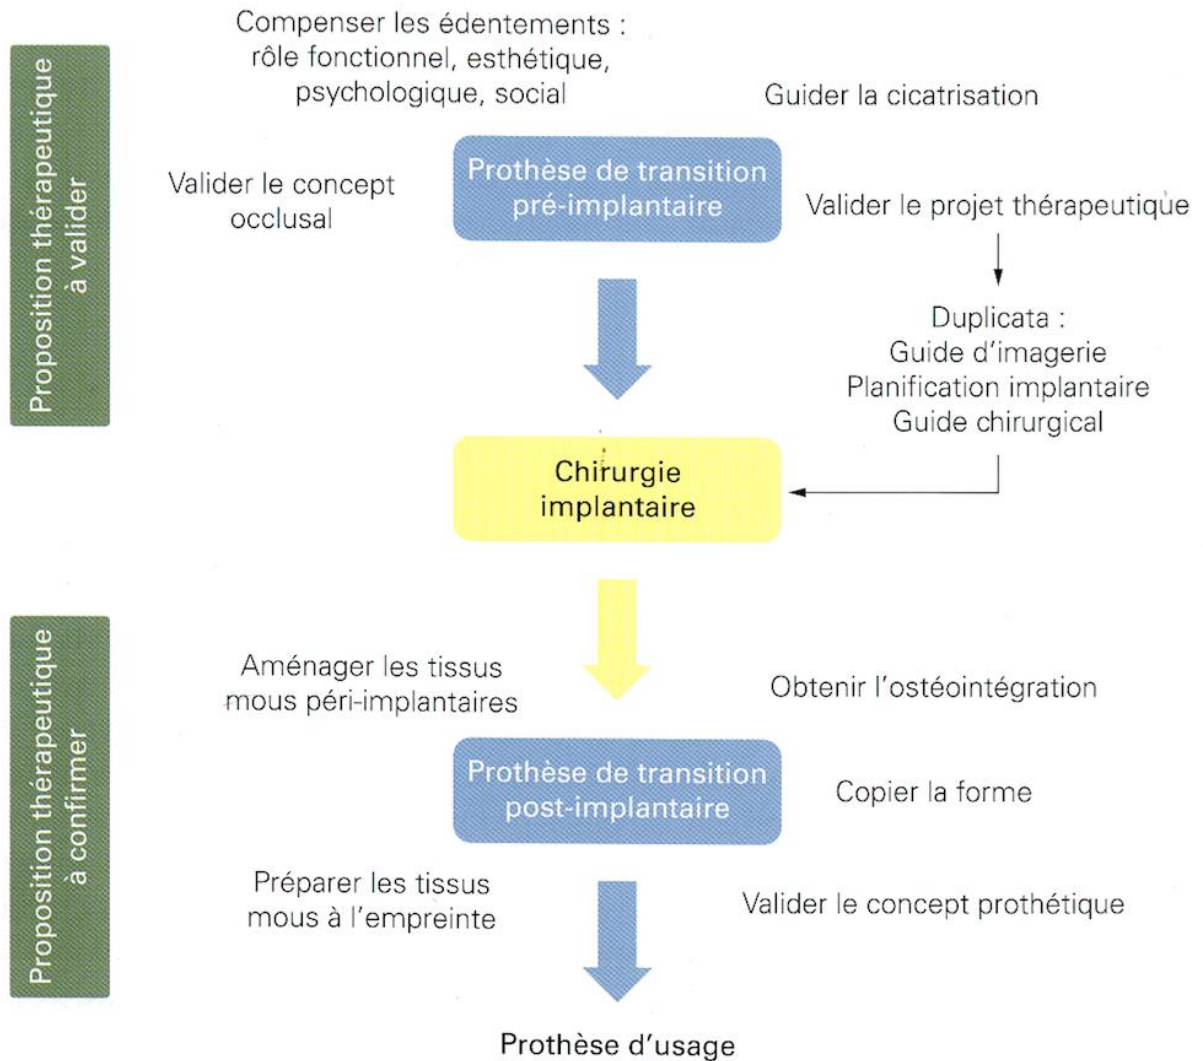 Compenser les édentements :
rôle fonctionnel, esthétique,
psychologique, social
Guider la cicatrisation
Proposition thérapeutique
à valider
Prothèse de transition
pré-implantaire
Valider le concept
occlusal
Valider le projet thérapeutique
Duplicata :
Guide d'imagerie
Planification implantaire
Guide chirurgical
Chirurgie
implantaire
Proposition thérapeutique
à confirmer
Aménager les tissus
mous péri-implantaires
Obtenir l'ostéointégration
Prothèse de transition
post-implantaire
Copier la forme
Préparer les tissus
mous à l'empreinte
Valider le concept prothétique
Prothèse d'usage